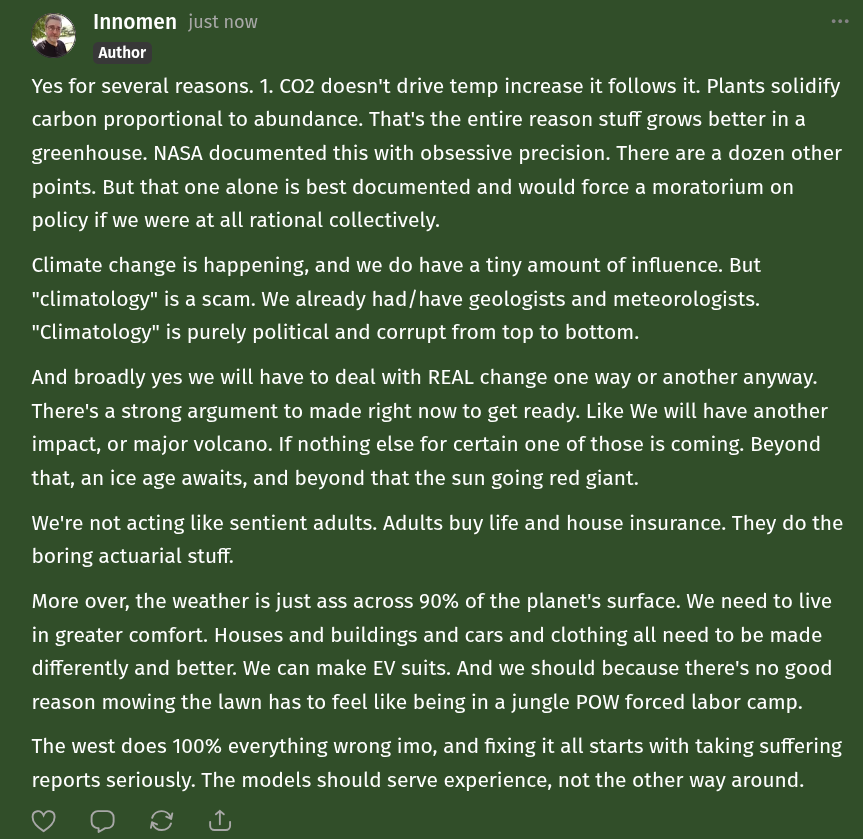 Innomen just now
Author
Yes for several reasons. 1. CO2 doesn't drive temp increase it follows it. Plants solidify
carbon proportional to abundance. That's the entire reason stuff grows better in a
greenhouse. NASA documented this with obsessive precision. There are a dozen other
points. But that one alone is best documented and would force a moratorium on
policy if we were at all rational collectively.
Climate change is happening, and we do have a tiny amount of influence. But
"climatology" is a scam. We already had/have geologists and meteorologists.
"Climatology" is purely political and corrupt from top to bottom.
And broadly yes we will have to deal with REAL change one way or another anyway.
There's a strong argument to made right now to get ready. Like We will have another
impact, or major volcano. If nothing else for certain one of those is coming. Beyond
that, an ice age awaits, and beyond that the sun going red giant.
We're not acting like sentient adults. Adults buy life and house insurance. They do the
boring actuarial stuff.
More over, the weather is just ass across 90% of the planet's surface. We need to live
in greater comfort. Houses and buildings and cars and clothing all need to be made
differently and better. We can make EV suits. And we should because there's no good
reason mowing the lawn has to feel like being in a jungle POW forced labor camp.
The west does 100% everything wrong imo, and fixing it all starts with taking suffering
reports seriously. The models should serve experience, not the other way around.